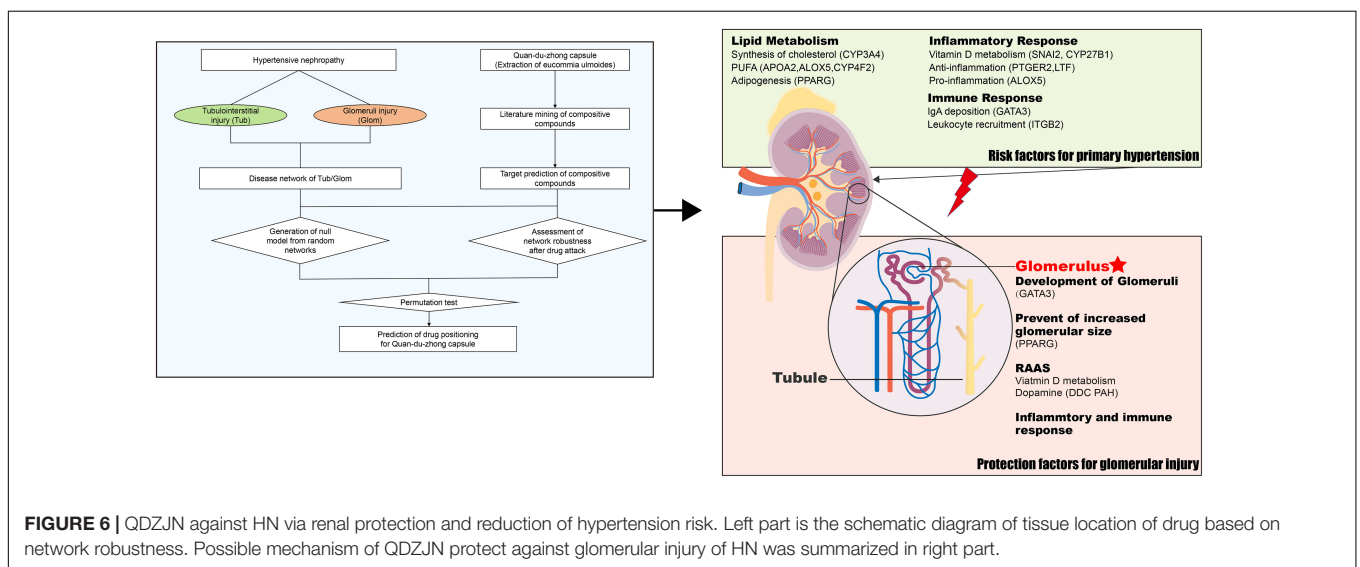 Hypertensive nephropathy
Tubulointerstitial
injury (Tub)
Glomeruli injury
(Glom)
Disease network of Tub/Glom
Generation of null
model from random
networks
Quan-du-zhong capsule
(Extraction of eucommia ulmoides)
Literature mining of compositive
compounds
Target prediction of compositive
compounds
Assessment of
network robustness
after drug attack
Permutation test
Prediction of drug positioning
for Quan-du-zhong capsule
Lipid Metabolism
Synthesis of cholesterol (CYP3A4)
PUFA (APOA2,ALOX5,CYP4F2)
Adipogenesis (PPARG)
Inflammatory Response
Vitamin D metabolism (SNAI2, CYP27B1)
Anti-inflammation (PTGER2,LTF)
Pro-inflammation (ALOX5)
Immune Response
IgA deposition (GATA3)
Leukocyte recruitment (ITGB2)
Risk factors for primary hypertension
Glomerulus
Development of Glomeruli
(GATA3)
Prevent of increased
glomerular size
(PPARG)
RAAS
Viatmin D metabolism
Dopamine (DDC PAH)
Inflammtory and immune
response
Tubule
Protection factors for glomerular injury
FIGURE 6 | QDZJN against HN via renal protection and reduction of hypertension risk. Left part is the schematic diagram of tissue location of drug based on
network robustness. Possible mechanism of QDZJN protect against glomerular injury of HN was summarized in right part.